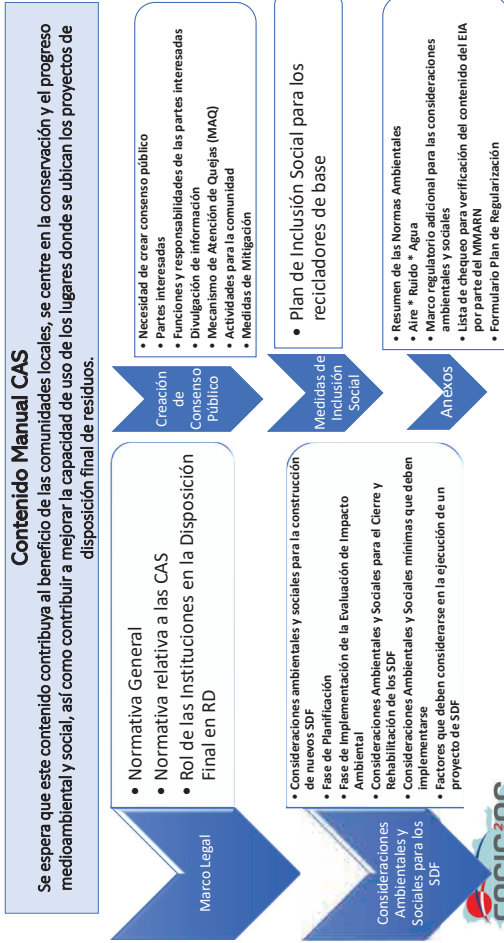 Contenido Manual CAS
Se espera que este contenido contribuya al beneficio de las comunidades locales, se centre en la conservación y el progreso
medioambiental y social, así como contribuir a mejorar la capacidad de uso de los lugares donde se ubican los proyectos de
disposición final de residuos.
Marco Legal
• Normativa General
• Normativa relativa a las CAS
• Rol de las Instituciones en la Disposición
Final en RD
Consideraciones
Ambientales y
Sociales para los
SDF
• Consideraciones ambientales y sociales para la construcción
de nuevos SDF
• Fase de Planificación
• Fase de Implementación de la Evaluación de Impacto
Ambiental
• Consideraciones Ambientales y Sociales para el Cierre y
Rehabilitación de los SDF
• Consideraciones Ambientales y Sociales mínimas que deben
implementarse
• Factores que deben considerarse en la ejecución de un
proyecto de SDF
Creación
de
Consenso
Público
• Necesidad de crear consenso público
• Partes interesadas
• Funciones y responsabilidades de las partes interesadas
• Divulgación de información
• Mecanismo de Atención de Quejas (MAQ)
• Actividades para la comunidad
• Medidas de Mitigación
Medidas de
Inclusión
Social
• Plan de Inclusión Social para los
recicladores de base
Anexos
• Resumen de las Normas Ambientales
• Aire * Ruido * Agua
• Marco regulatorio adicional para las consideraciones
ambientales y sociales
• Lista de chequeo para verificación del contenido del EIA
por parte del MMARN
• Formulario Plan de Regularización